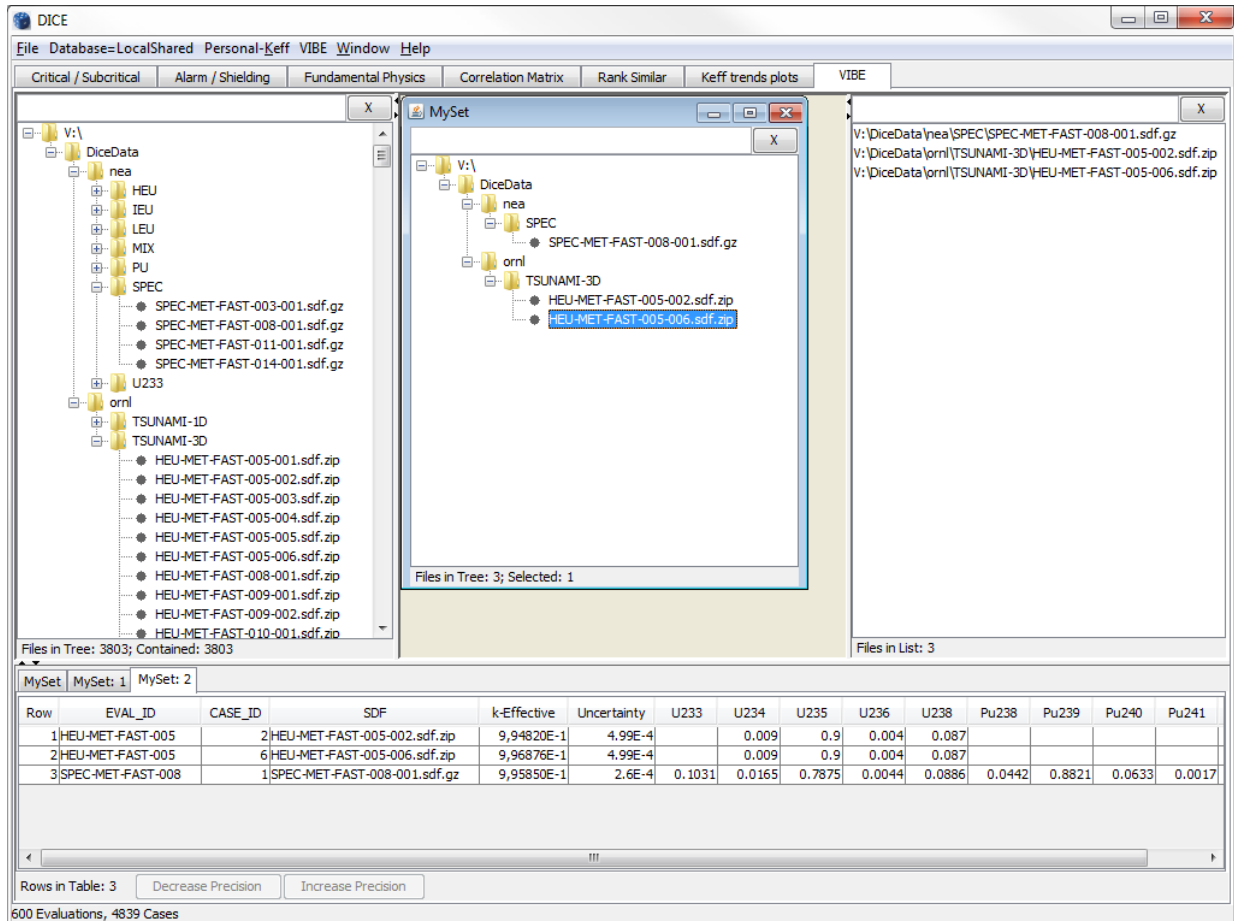 DICE
File Database=LocalShared Personal-Keff VIBE Window Help
Critical / Subcritical Alarm / Shielding Fundamental Physics Correlation Matrix Rank Similar Keff trends plots VIBE
X
V:\
DiceData
nea
HEU
IEU
LEU
MIX
PU
SPEC
SPEC-MET-FAST-003-001.sdf.gz
SPEC-MET-FAST-008-001.sdf.gz
SPEC-MET-FAST-011-001.sdf.gz
SPEC-MET-FAST-014-001.sdf.gz
U233
ornl
TSUNAMI-1D
TSUNAMI-3D
HEU-MET-FAST-005-001.sdf.zip
HEU-MET-FAST-005-002.sdf.zip
HEU-MET-FAST-005-003.sdf.zip
HEU-MET-FAST-005-004.sdf.zip
HEU-MET-FAST-005-005.sdf.zip
HEU-MET-FAST-005-006.sdf.zip
HEU-MET-FAST-008-001.sdf.zip
HEU-MET-FAST-009-001.sdf.zip
HEU-MET-FAST-009-002.sdf.zip
HEU-MET-FAST-010-001.sdf.zip
Files in Tree: 3803; Contained: 3803
MySet
X
V:\
DiceData
nea
SPEC
SPEC-MET-FAST-008-001.sdf.gz
ornl
TSUNAMI-3D
HEU-MET-FAST-005-002.sdf.zip
HEU-MET-FAST-005-006.sdf.zip
Files in Tree: 3; Selected: 1
X
V:\DiceData\nea\SPEC\SPEC-MET-FAST-008-001.sdf.gz
V:\DiceData\ornl\TSUNAMI-3D\HEU-MET-FAST-005-002.sdf.zip
V:\DiceData\ornl\TSUNAMI-3D\HEU-MET-FAST-005-006.sdf.zip
Files in List: 3
MySet MySet: 1 MySet: 2
Row EVAL_ID CASE_ID SDF k-Effective Uncertainty U233 U234 U235 U236 U238 Pu238 Pu239 Pu240 Pu241
1 HEU-MET-FAST-005 2 HEU-MET-FAST-005-002.sdf.zip 9,94820E-1 4.99E-4 0.009 0.9 0.004 0.087
2 HEU-MET-FAST-005 6 HEU-MET-FAST-005-006.sdf.zip 9,96876E-1 4.99E-4 0.009 0.9 0.004 0.087
3 SPEC-MET-FAST-008 1 SPEC-MET-FAST-008-001.sdf.gz 9,95850E-1 2.6E-4 0.1031 0.0165 0.7875 0.0044 0.0886 0.0442 0.8821 0.0633 0.0017
Rows in Table: 3 Decrease Precision Increase Precision
600 Evaluations, 4839 Cases